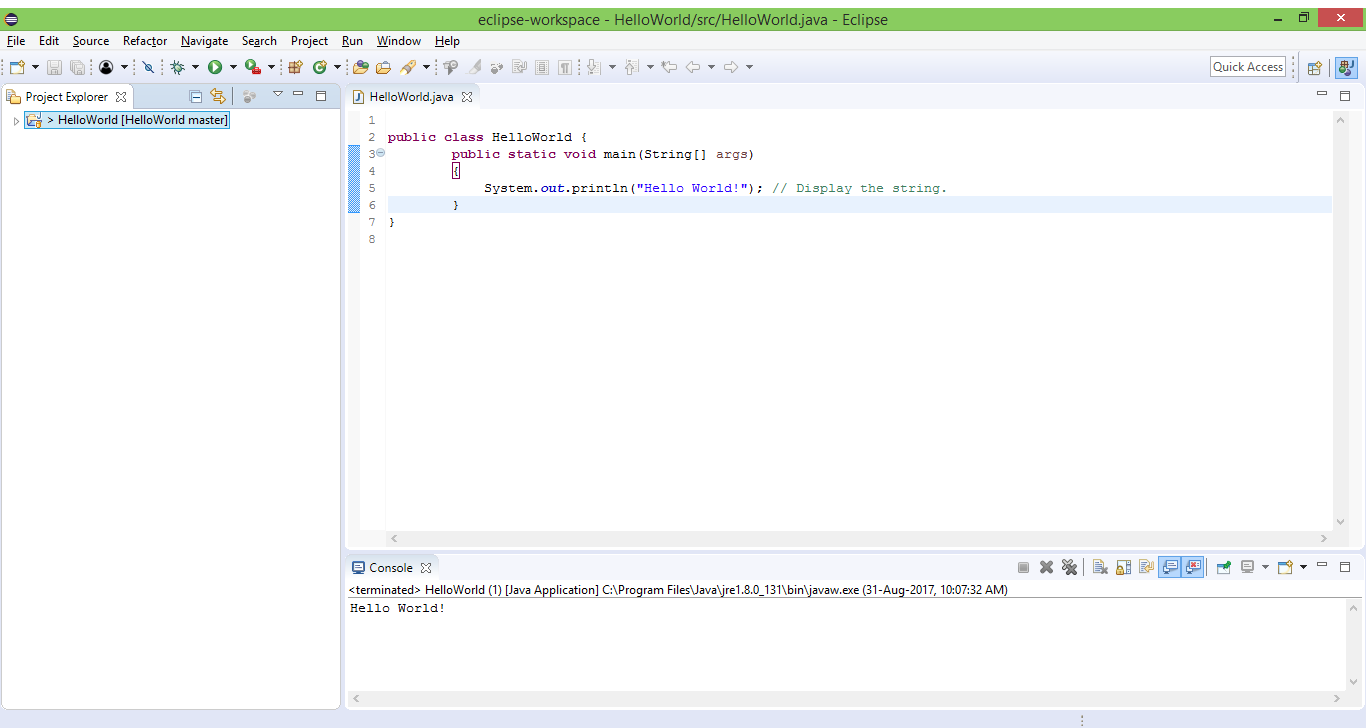 eclipse-workspace - HelloWorld/src/HelloWorld.java - Eclipse
File Edit Source Refactor Navigate Search Project Run Window Help
Quick Access
Project Explorer
HelloWorld.java
> HelloWorld [HelloWorld master]
1
2 public class HelloWorld {
3 public static void main(String[] args)
4 {
5 System.out.println("Hello World!"); // Display the string.
6 }
7 }
8
Console
<terminated> HelloWorld (1) [Java Application] C:\Program Files\Java\jre1.8.0_131\bin\javaw.exe (31-Aug-2017, 10:07:32 AM)
Hello World!